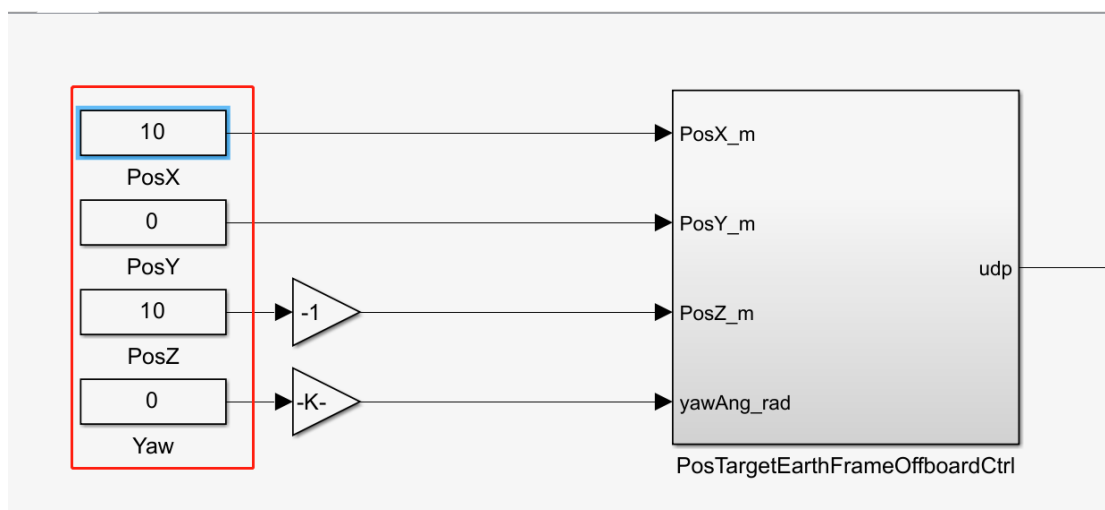 10
PosX
0
PosY
10
PosZ
0
Yaw
-1
-K-
PosX_m
PosY_m
PosZ_m
yawAng_rad
udp
PosTargetEarthFrameOffboardCtrl